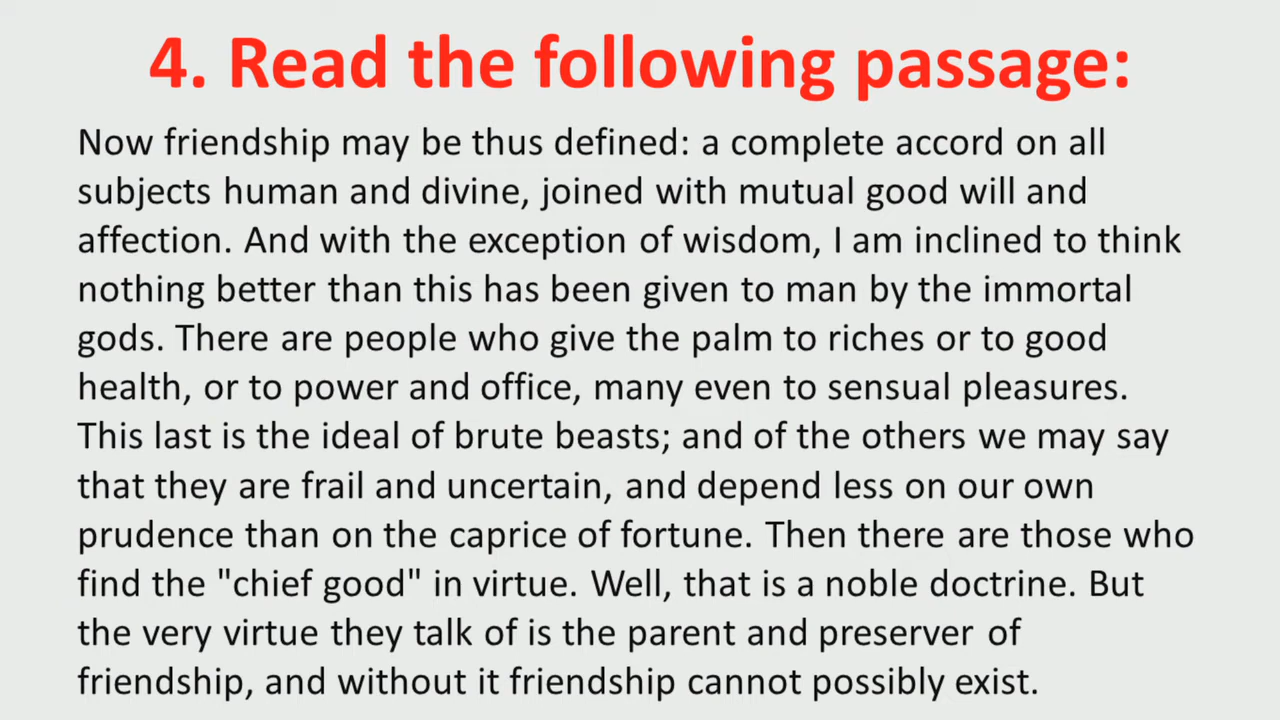 4. Read the following passage:
Now friendship may be thus defined: a complete accord on all
subjects human and divine, joined with mutual good will and
affection. And with the exception of wisdom, I am inclined to think
nothing better than this has been given to man by the immortal
gods. There are people who give the palm to riches or to good
health, or to power and office, many even to sensual pleasures.
This last is the ideal of brute beasts; and of the others we may say
that they are frail and uncertain, and depend less on our own
prudence than on the caprice of fortune. Then there are those who
find the "chief good" in virtue. Well, that is a noble doctrine. But
the very virtue they talk of is the parent and preserver of
friendship, and without it friendship cannot possibly exist.